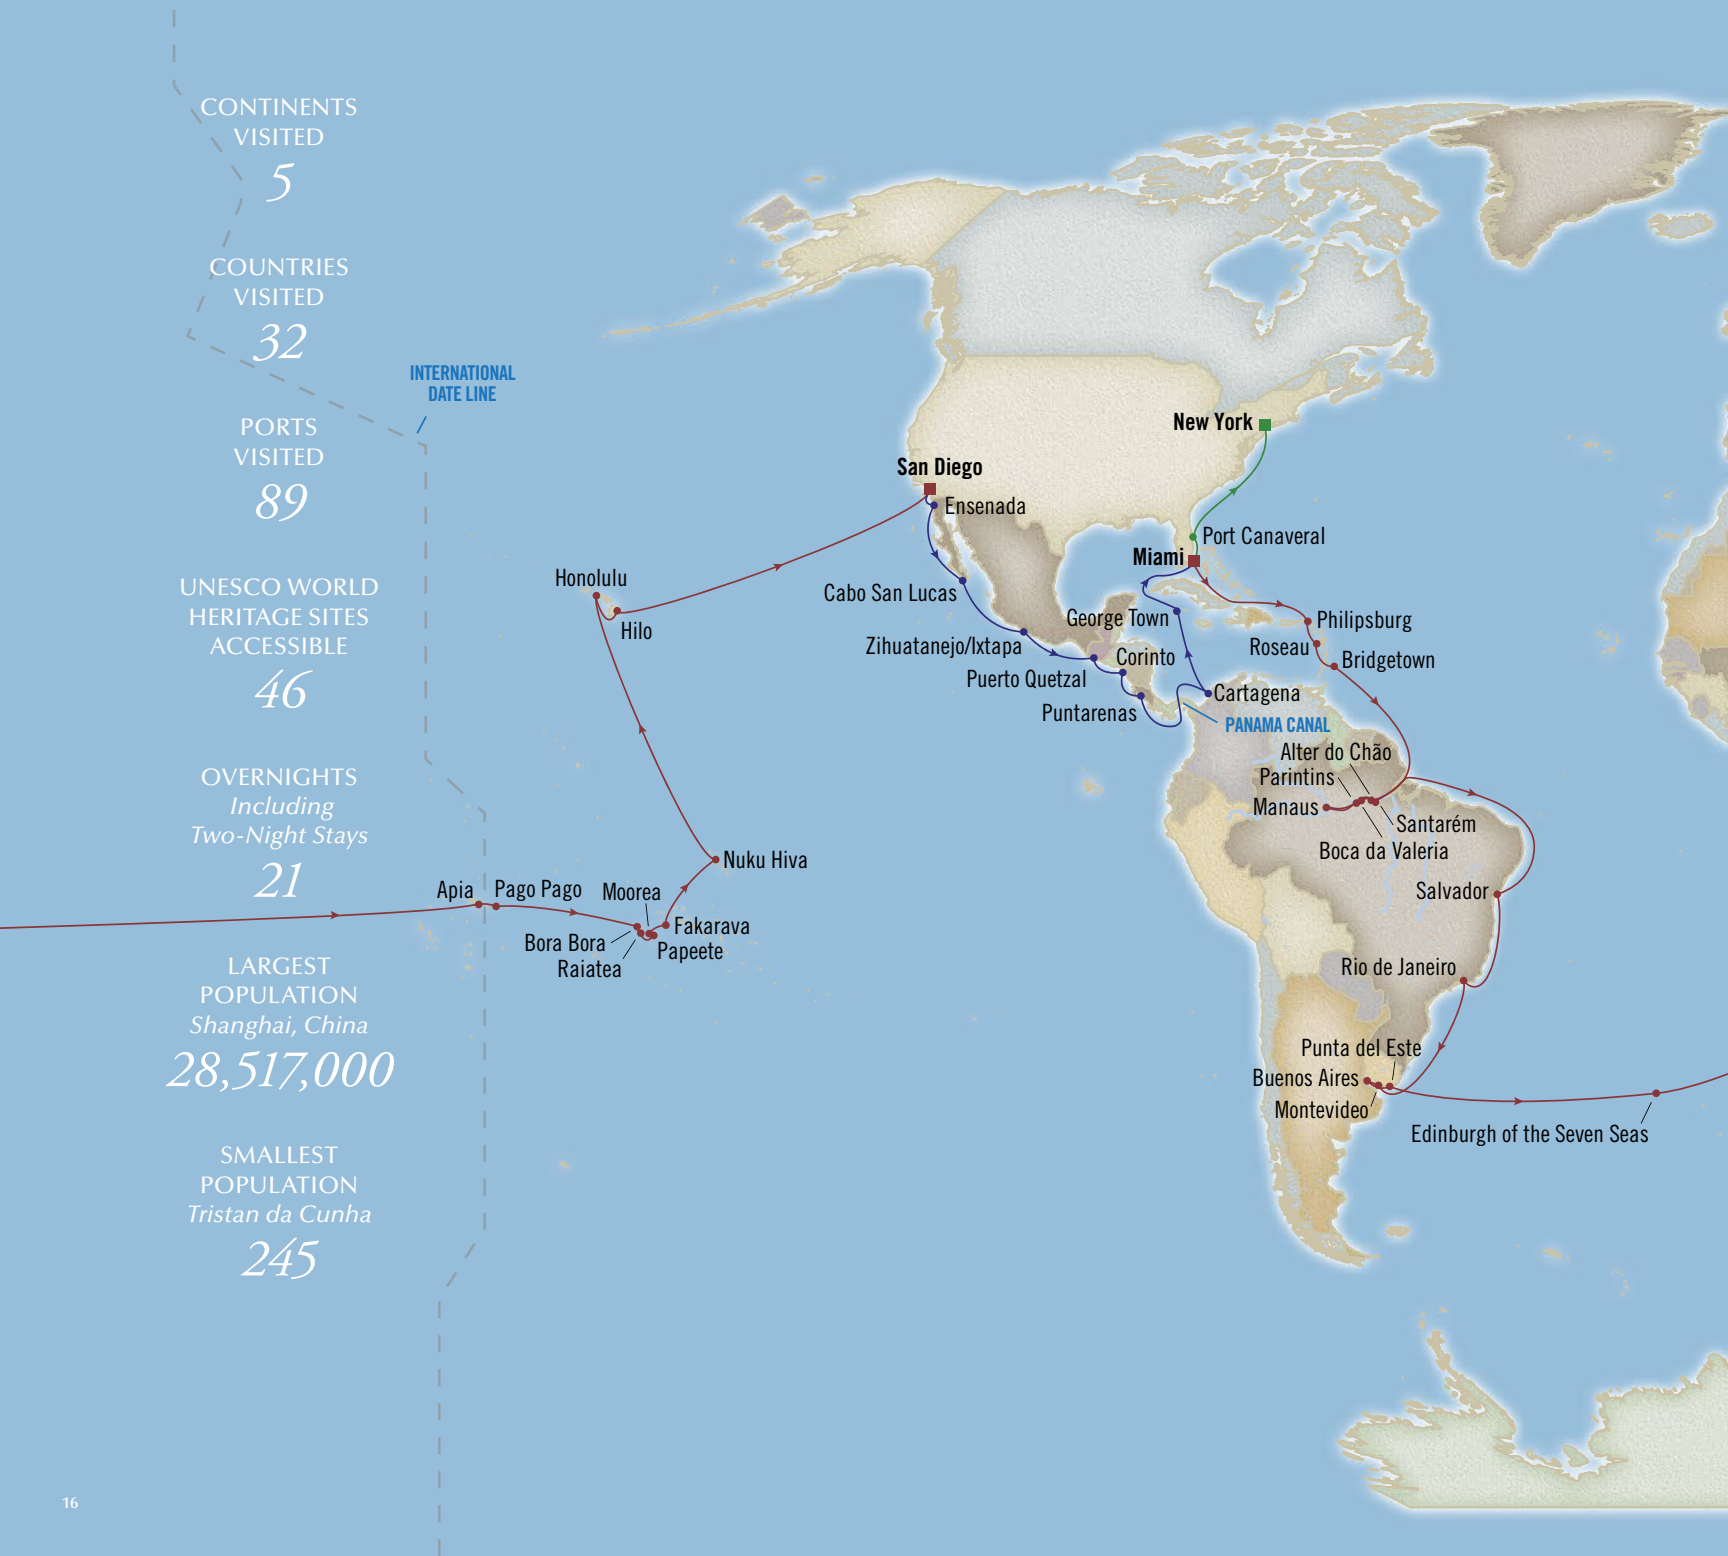 CONTINENTS
VISITED
5
COUNTRIES
VISITED
32
INTERNATIONAL
DATE LINE
PORTS
VISITED
89
UNESCO WORLD
HERITAGE SITES
ACCESSIBLE
46
OVERNIGHTS
Including
Two-Night Stays
21
LARGEST
POPULATION
Shanghai, China
28,517,000
SMALLEST
POPULATION
Tristan da Cunha
245
New York
San Diego
Ensenada
Port Canaveral
Miami
Honolulu
Hilo
Cabo San Lucas
George Town
Philipsburg
Zihuatanejo/Ixtapa
Corinto
Roseau
Bridgetown
Puerto Quetzal
Cartagena
Puntarenas
PANAMA CANAL
Alter do Chão
Parintins
Manaus
Santarém
Boca da Valeria
Nuku Hiva
Apia
Pago Pago
Moorea
Salvador
Fakarava
Bora Bora
Papeete
Raiatea
Rio de Janeiro
Punta del Este
Buenos Aires
Montevideo
Edinburgh of the Seven Seas
16